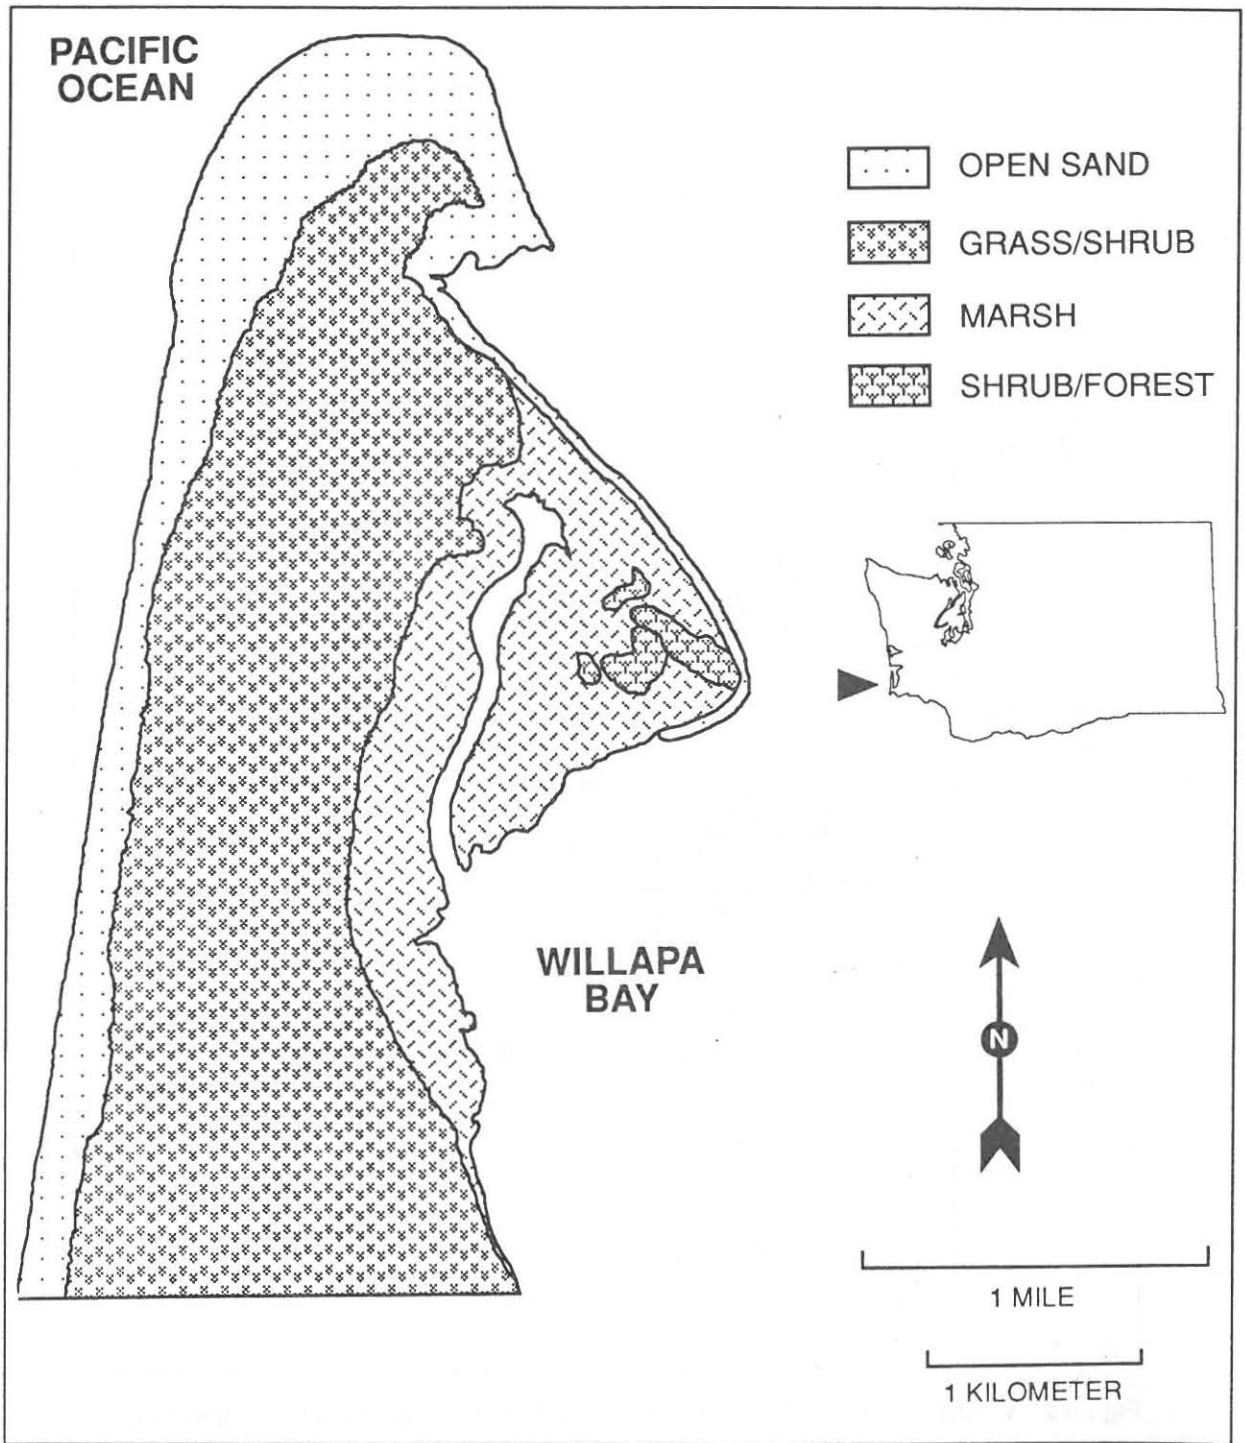 PACIFIC
OCEAN
OPEN SAND
GRASS/SHRUB
MARSH
SHRUB/FOREST
WILLAPA
BAY
N
1 MILE
1 KILOMETER